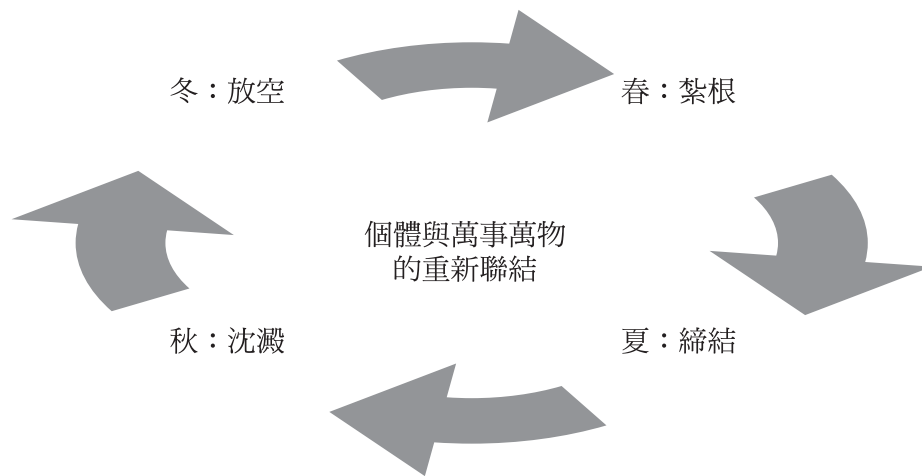 冬：放空
春：紮根
個體與萬事萬物
的重新聯結
秋：沈澱
夏：締結